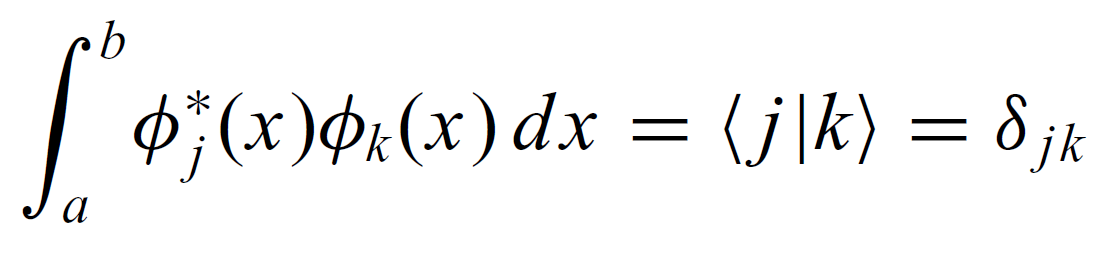 ∫_a^b ϕ_j^*(x)ϕ_k(x) dx = ⟨j|k⟩ = δ_{jk}